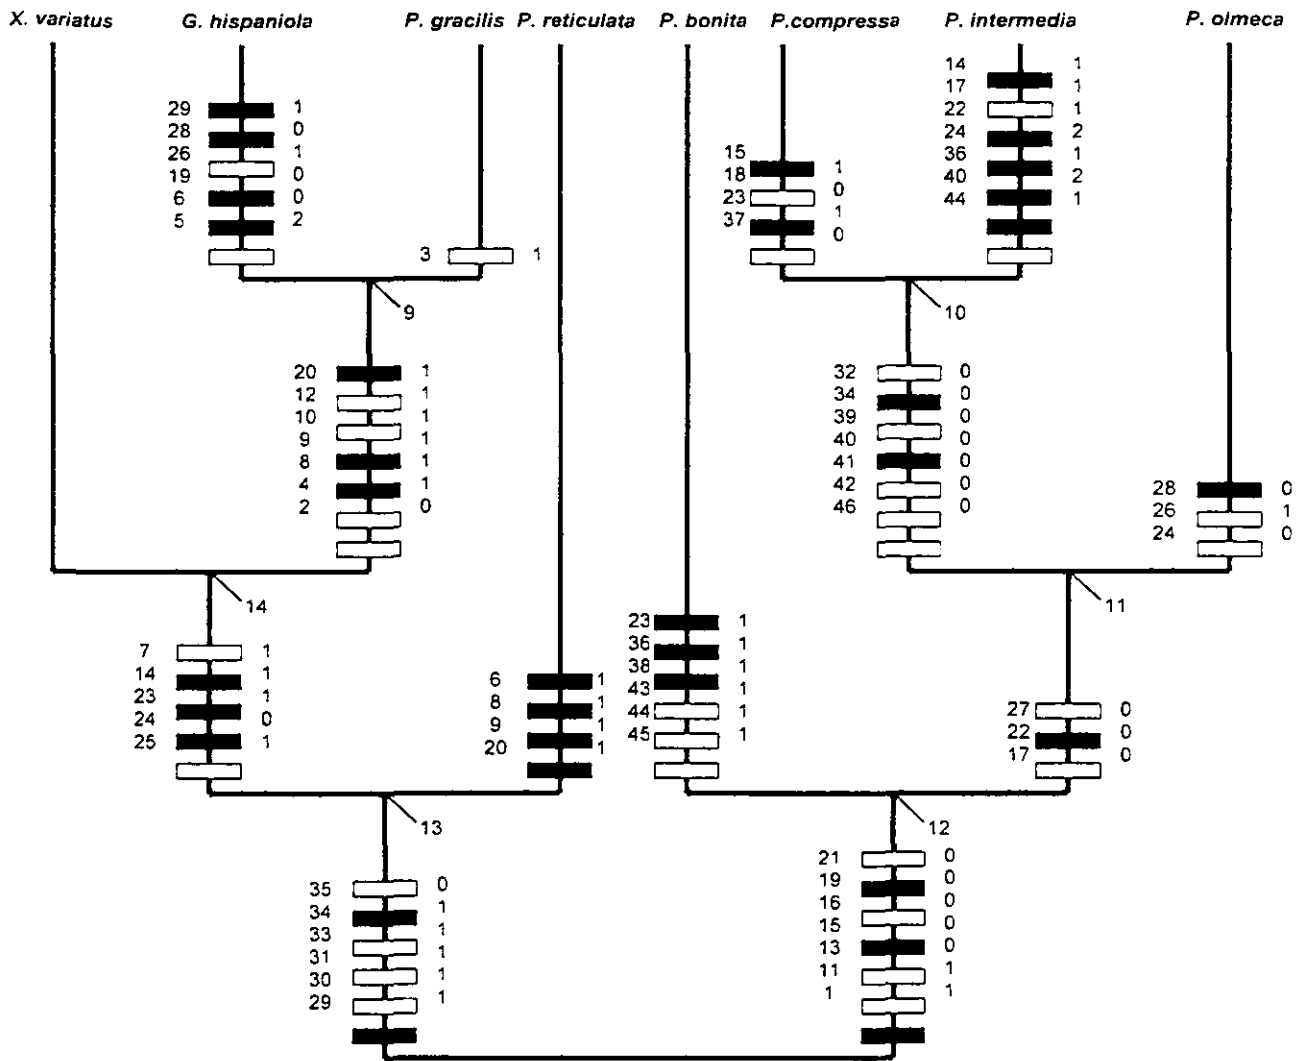 X. variatus G. hispaniola P. gracilis P. reticulata P. bonita P.compressa P. intermedia P. olmeca
14 1
17 1
29 1 22 1
28 0 24 2
26 1 15 1 36 1
19 0 18 0 40 2
6 0 23 1 44 1
5 2 37 0
3 1
9 10
20 1 32 0
12 1 34 0
10 1 39 0
9 1 40 0
8 1 41 0
4 1 42 0 28 0
2 0 46 0 26 1
24 0
14 11
23 1
7 1 36 1
14 1 6 1 38 1
23 1 8 1 43 1 27 0
24 0 9 1 44 1 22 0
25 1 20 1 45 1 17 0
13 12
21 0
35 0 19 0
34 1 16 0
33 1 15 0
31 1 13 0
30 1 11 1
29 1 1 1